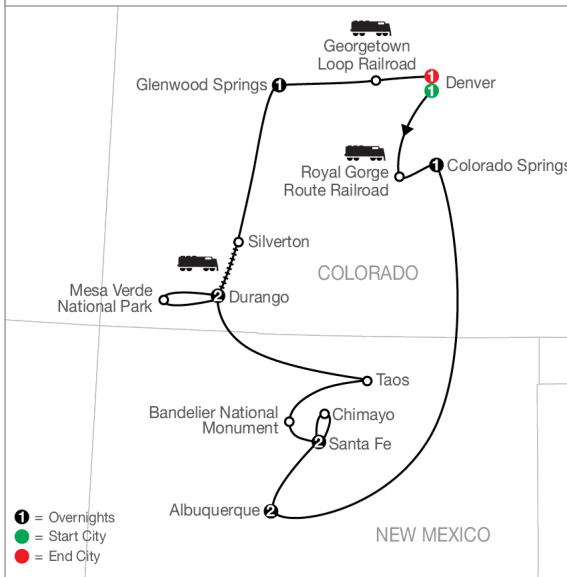 Georgetown
Loop Railroad
Glenwood Springs
1
1
1
Denver
Royal Gorge
Route Railroad
1
Colorado Springs
Silverton
COLORADO
Mesa Verde
National Park
2
Durango
Taos
Bandelier National
Monument
Chimayo
2
Santa Fe
Albuquerque
2
1 = Overnights
= Start City
= End City
NEW MEXICO